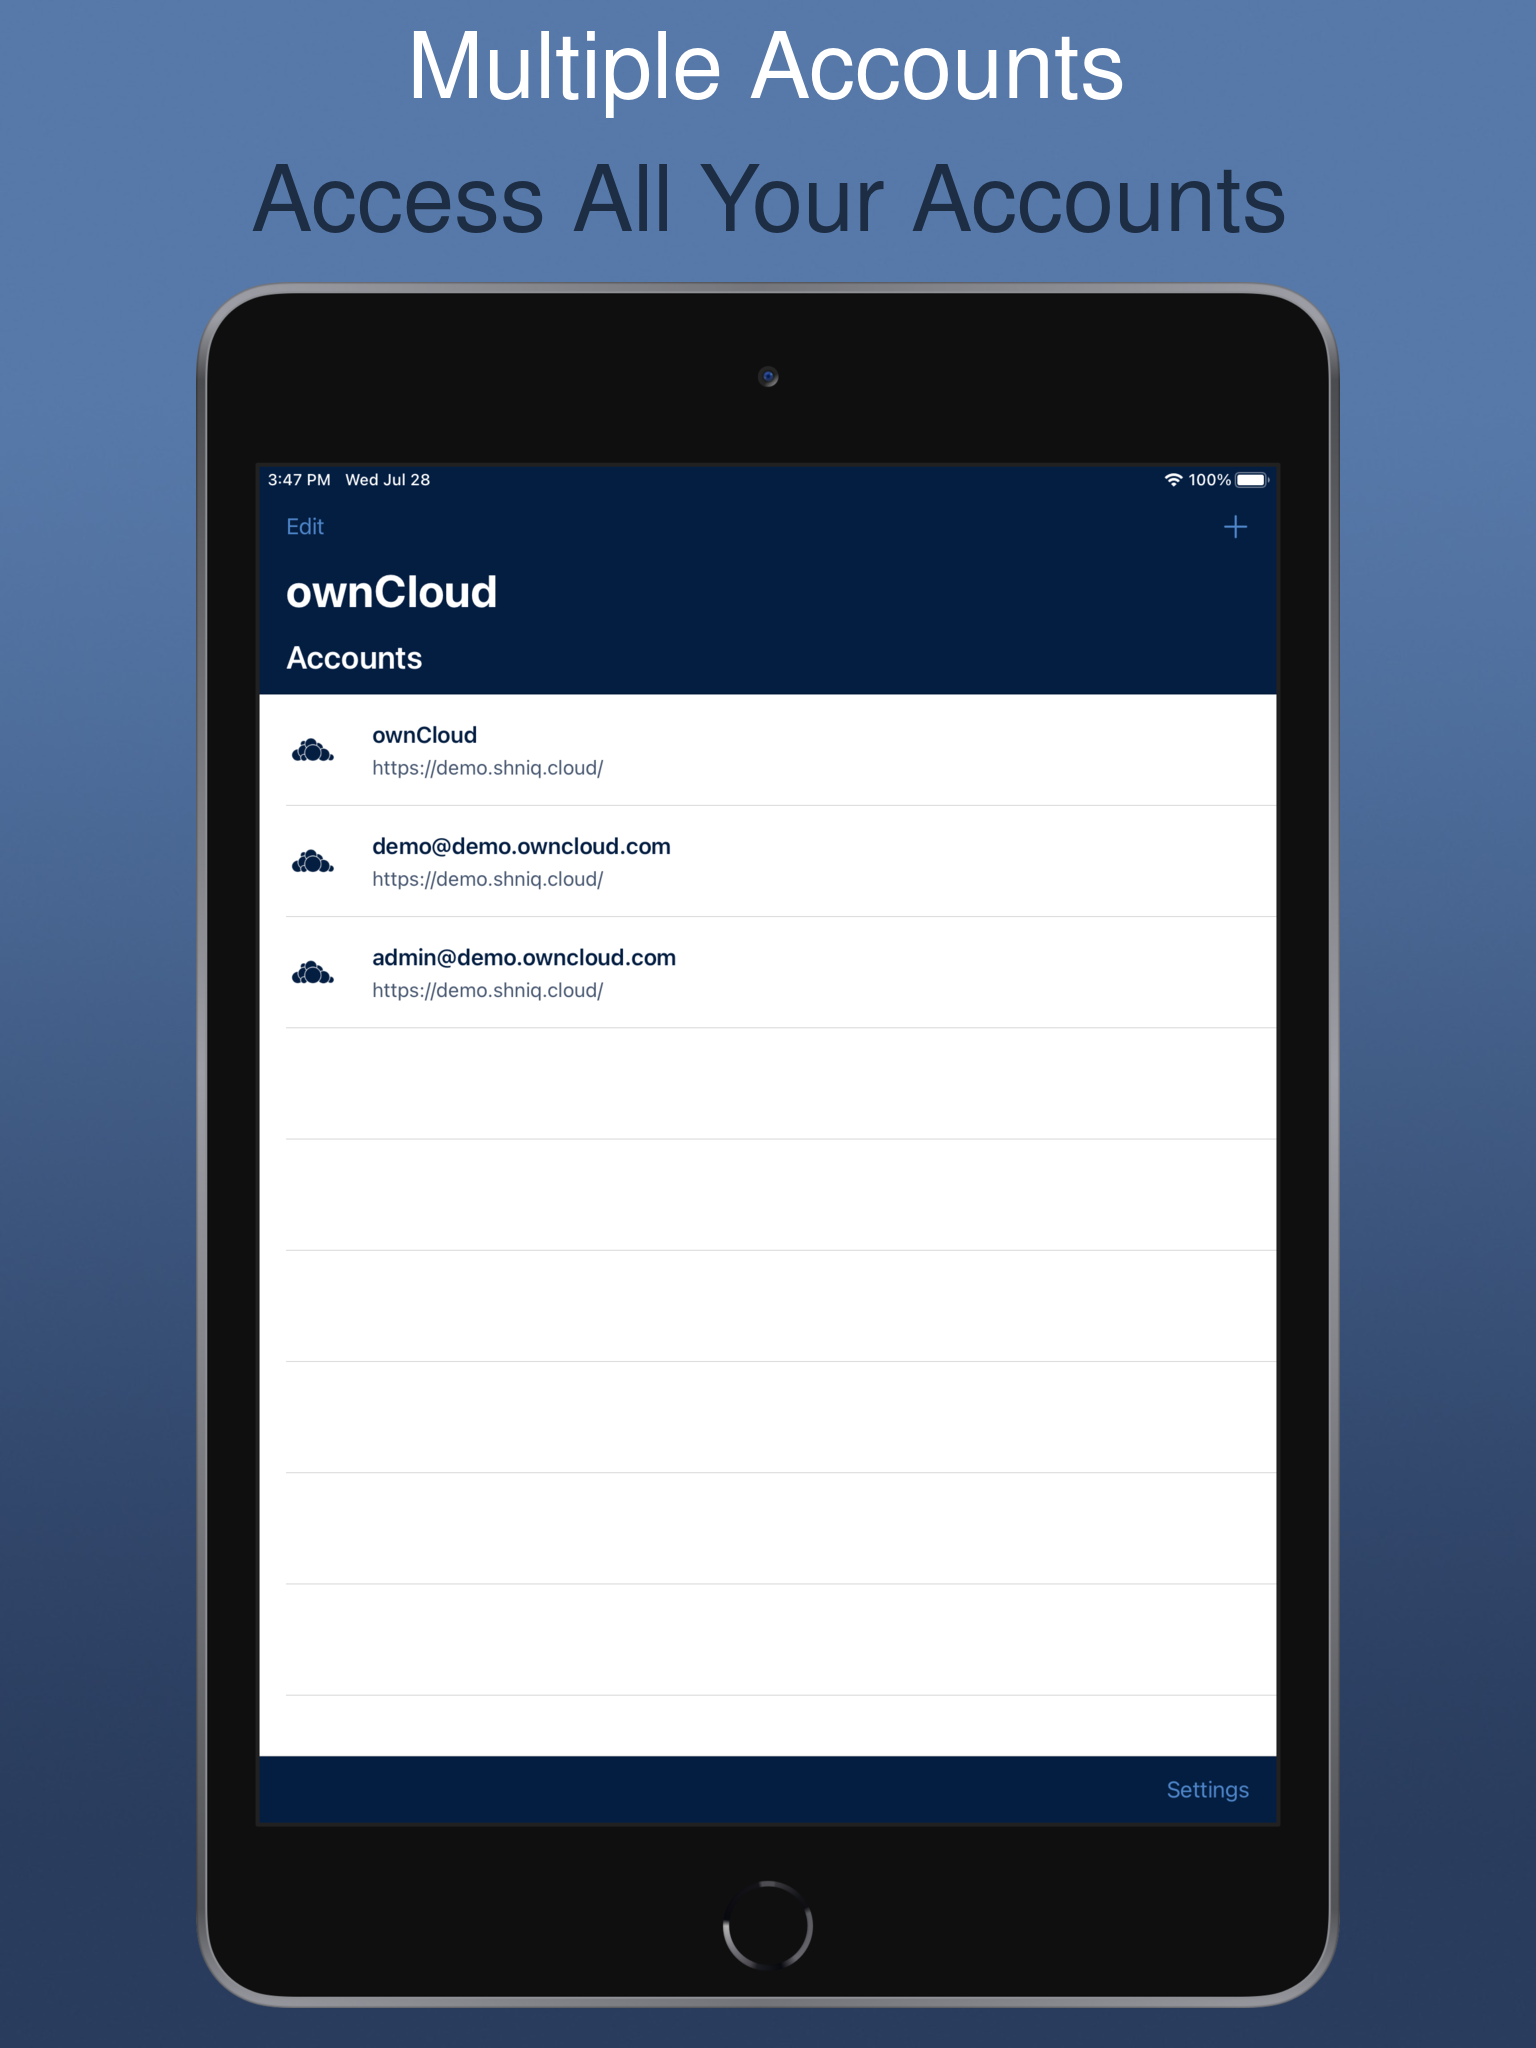 Multiple Accounts
Access All Your Accounts
3:47 PM Wed Jul 28 100%
Edit +
ownCloud
Accounts
ownCloud
https://demo.shniq.cloud/
demo@demo.owncloud.com
https://demo.shniq.cloud/
admin@demo.owncloud.com
https://demo.shniq.cloud/
Settings